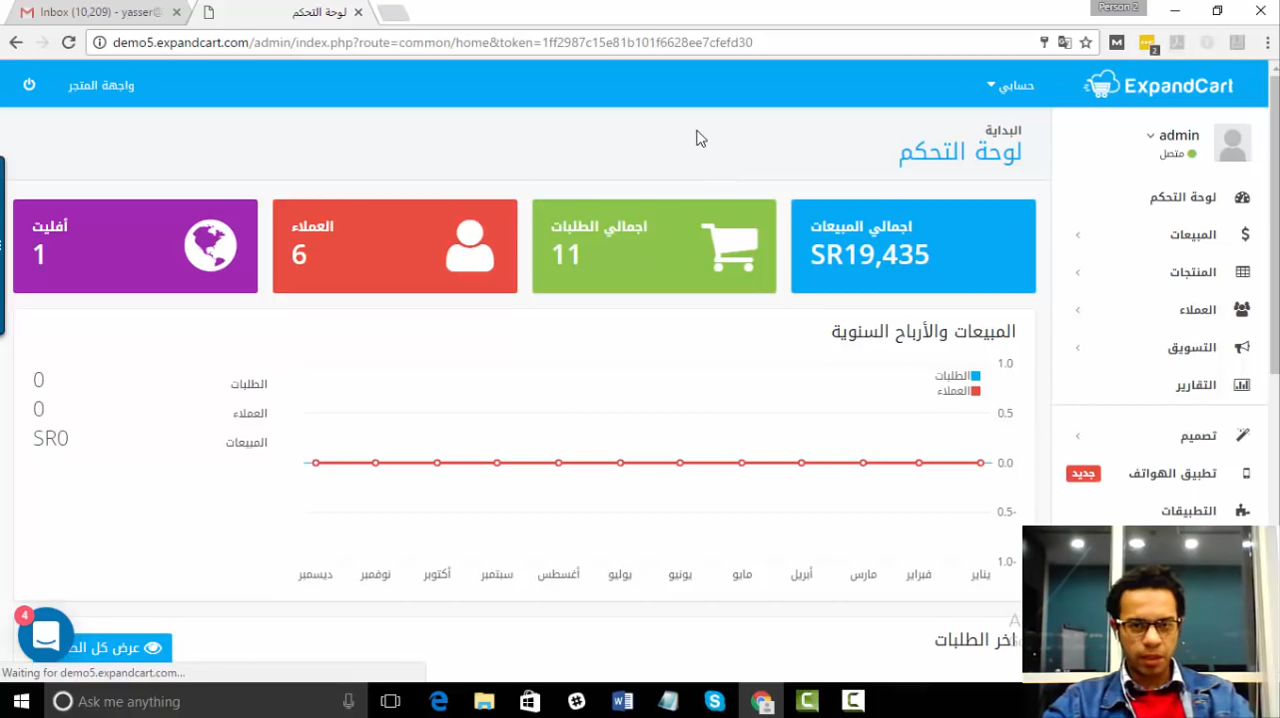 Inbox (10,209) - yasser@
لوحة التحكم
Person 2
demo5.expandcart.com/admin/index.php?route=common/home&token=1ff2987c15e81b101f6628ee7cfefd30
ExpandCart
حسابي
واجهة المتجر
admin
متصل
لوحة التحكم
المبيعات
المنتجات
العملاء
التسويق
التقارير
تصميم
تطبيق الهواتف
جديد
التطبيقات
البداية
لوحة التحكم
اجمالي المبيعات
SR19,435
اجمالي الطلبات
11
العملاء
6
أفليت
1
المبيعات والأرباح السنوية
الطلبات
العملاء
1.0
0.5
0.0
0.5-
1.0-
يناير فبراير مارس أبريل مايو يونيو يوليو أغسطس سبتمبر أكتوبر نوفمبر ديسمبر
الطلبات 0
العملاء 0
المبيعات SR0
اخر الطلبات
عرض كل
4
Waiting for demo5.expandcart.com...
Ask me anything